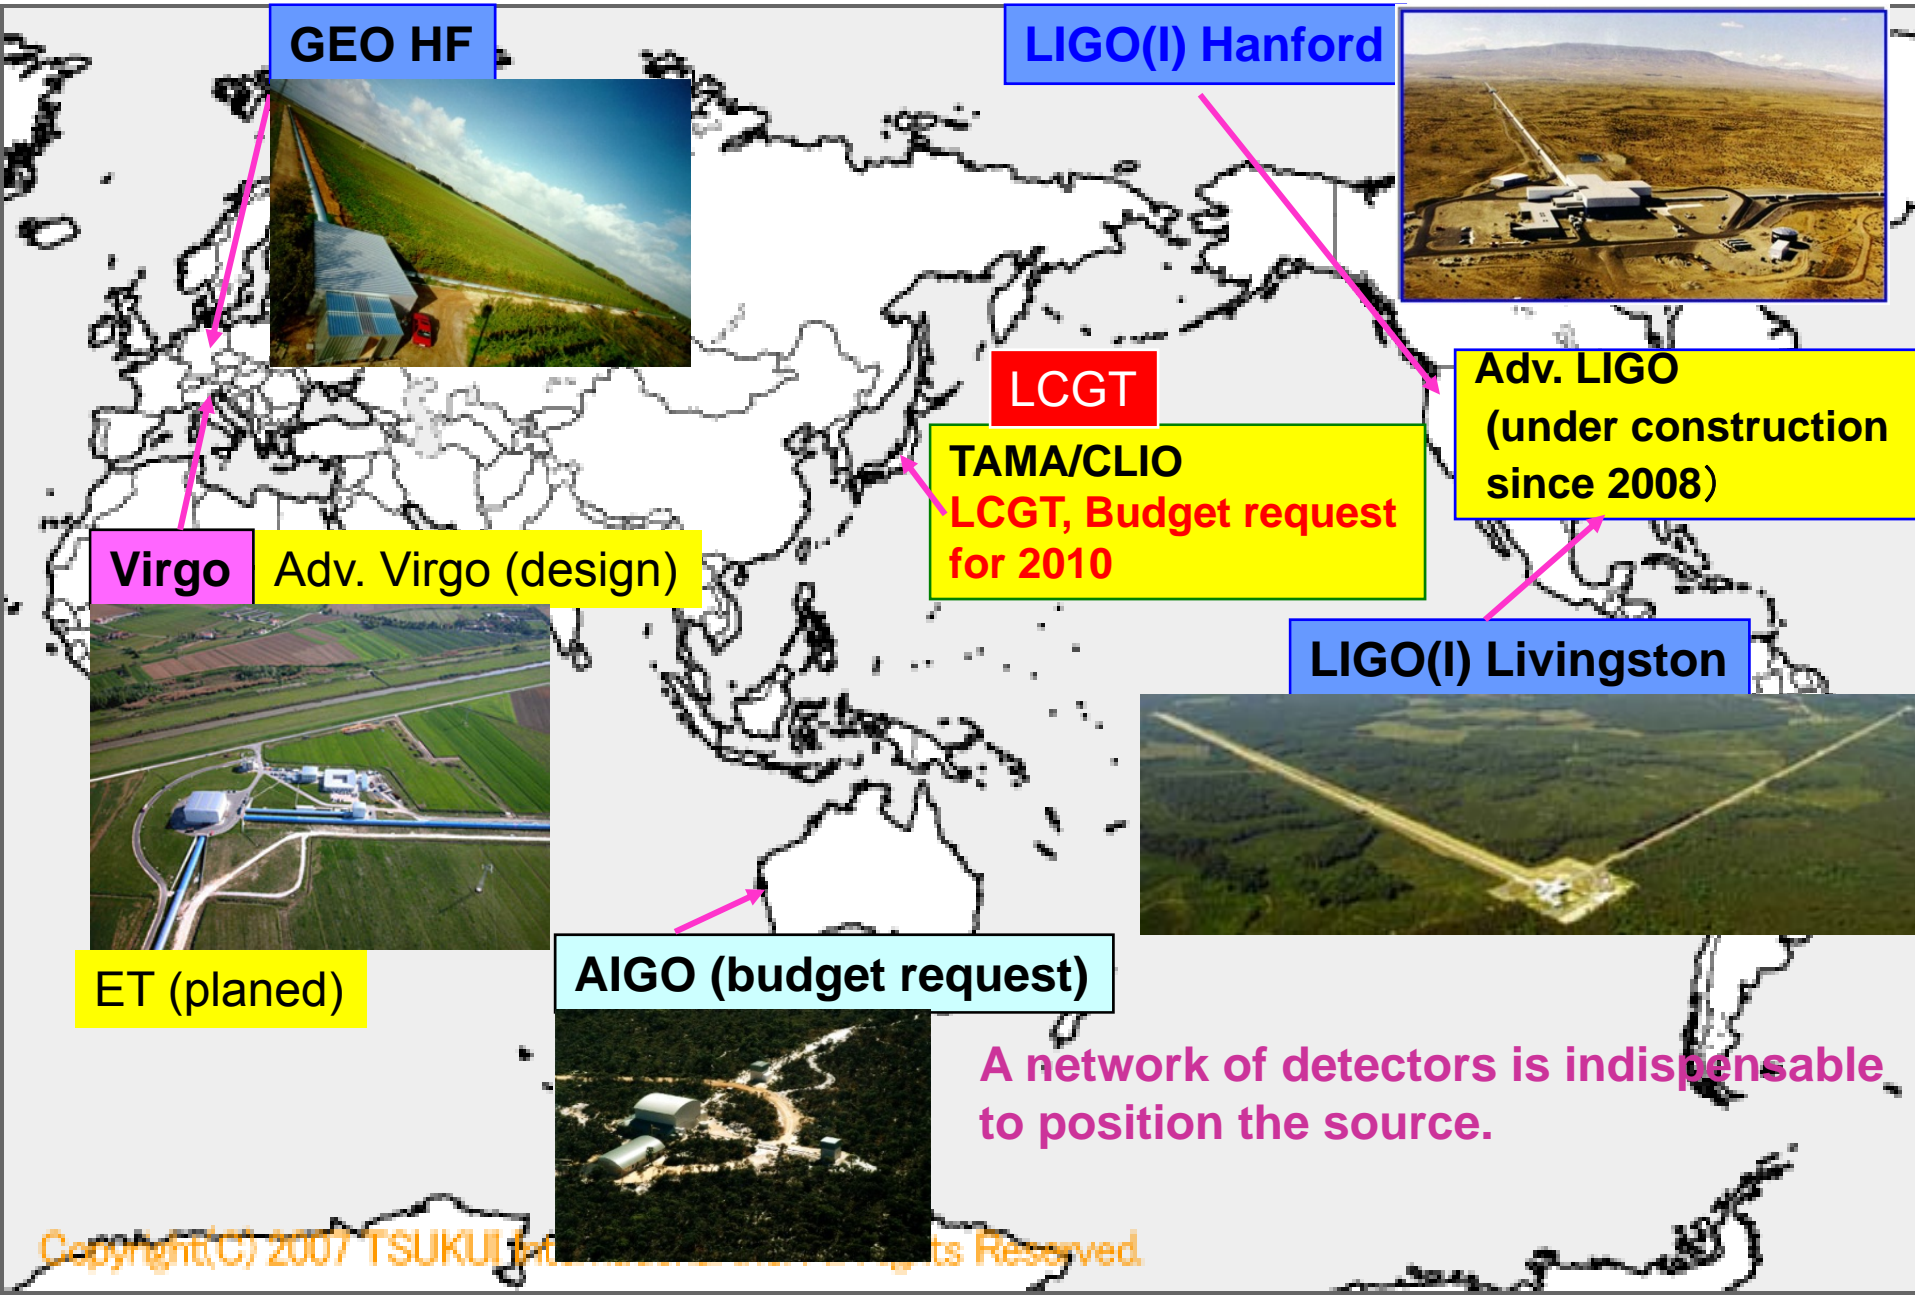 GEO HF
LIGO(I) Hanford
LCGT
Adv. LIGO
(under construction
since 2008)
TAMA/CLIO
LCGT, Budget request
for 2010
Virgo
Adv. Virgo (design)
LIGO(I) Livingston
ET (planed)
AIGO (budget request)
A network of detectors is indispensable
to position the source.
Copyright(C) 2007 TSUKUI ts Reserved.